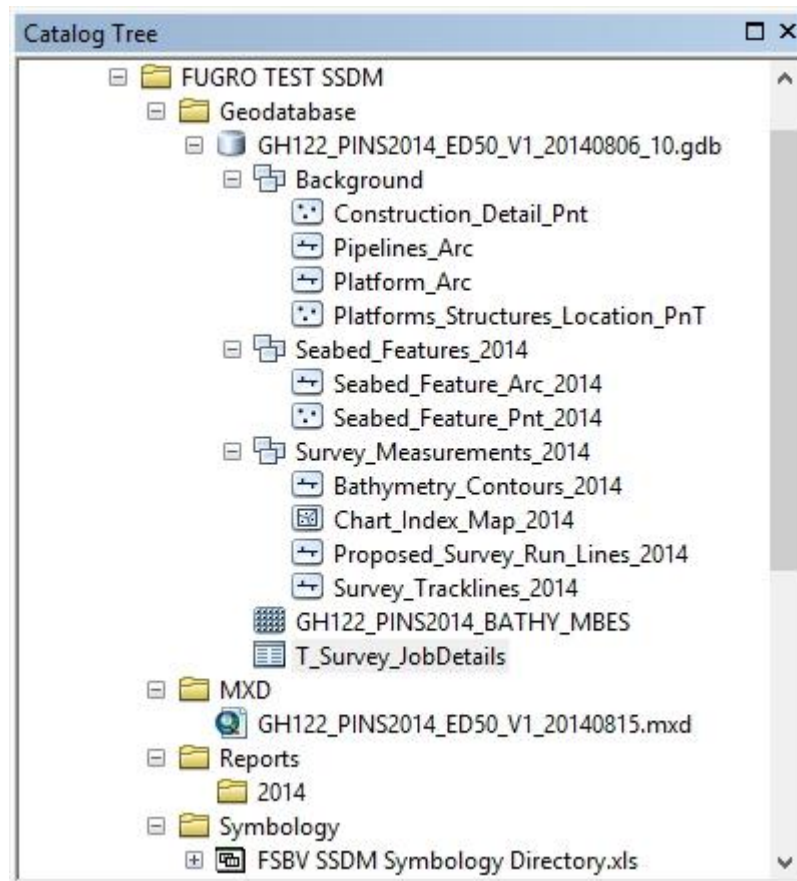 Catalog Tree
FUGRO TEST SSDM
Geodatabase
GH122_PINS2014_ED50_V1_20140806_10.gdb
Background
Construction_Detail_Pnt
Pipelines_Arc
Platform_Arc
Platforms_Structures_Location_PnT
Seabed_Features_2014
Seabed_Feature_Arc_2014
Seabed_Feature_Pnt_2014
Survey_Measurements_2014
Bathymetry_Contours_2014
Chart_Index_Map_2014
Proposed_Survey_Run_Lines_2014
Survey_Tracklines_2014
GH122_PINS2014_BATHY_MBES
T_Survey_JobDetails
MXD
GH122_PINS2014_ED50_V1_20140815.mxd
Reports
2014
Symbology
FSBV SSDM Symbology Directory.xls